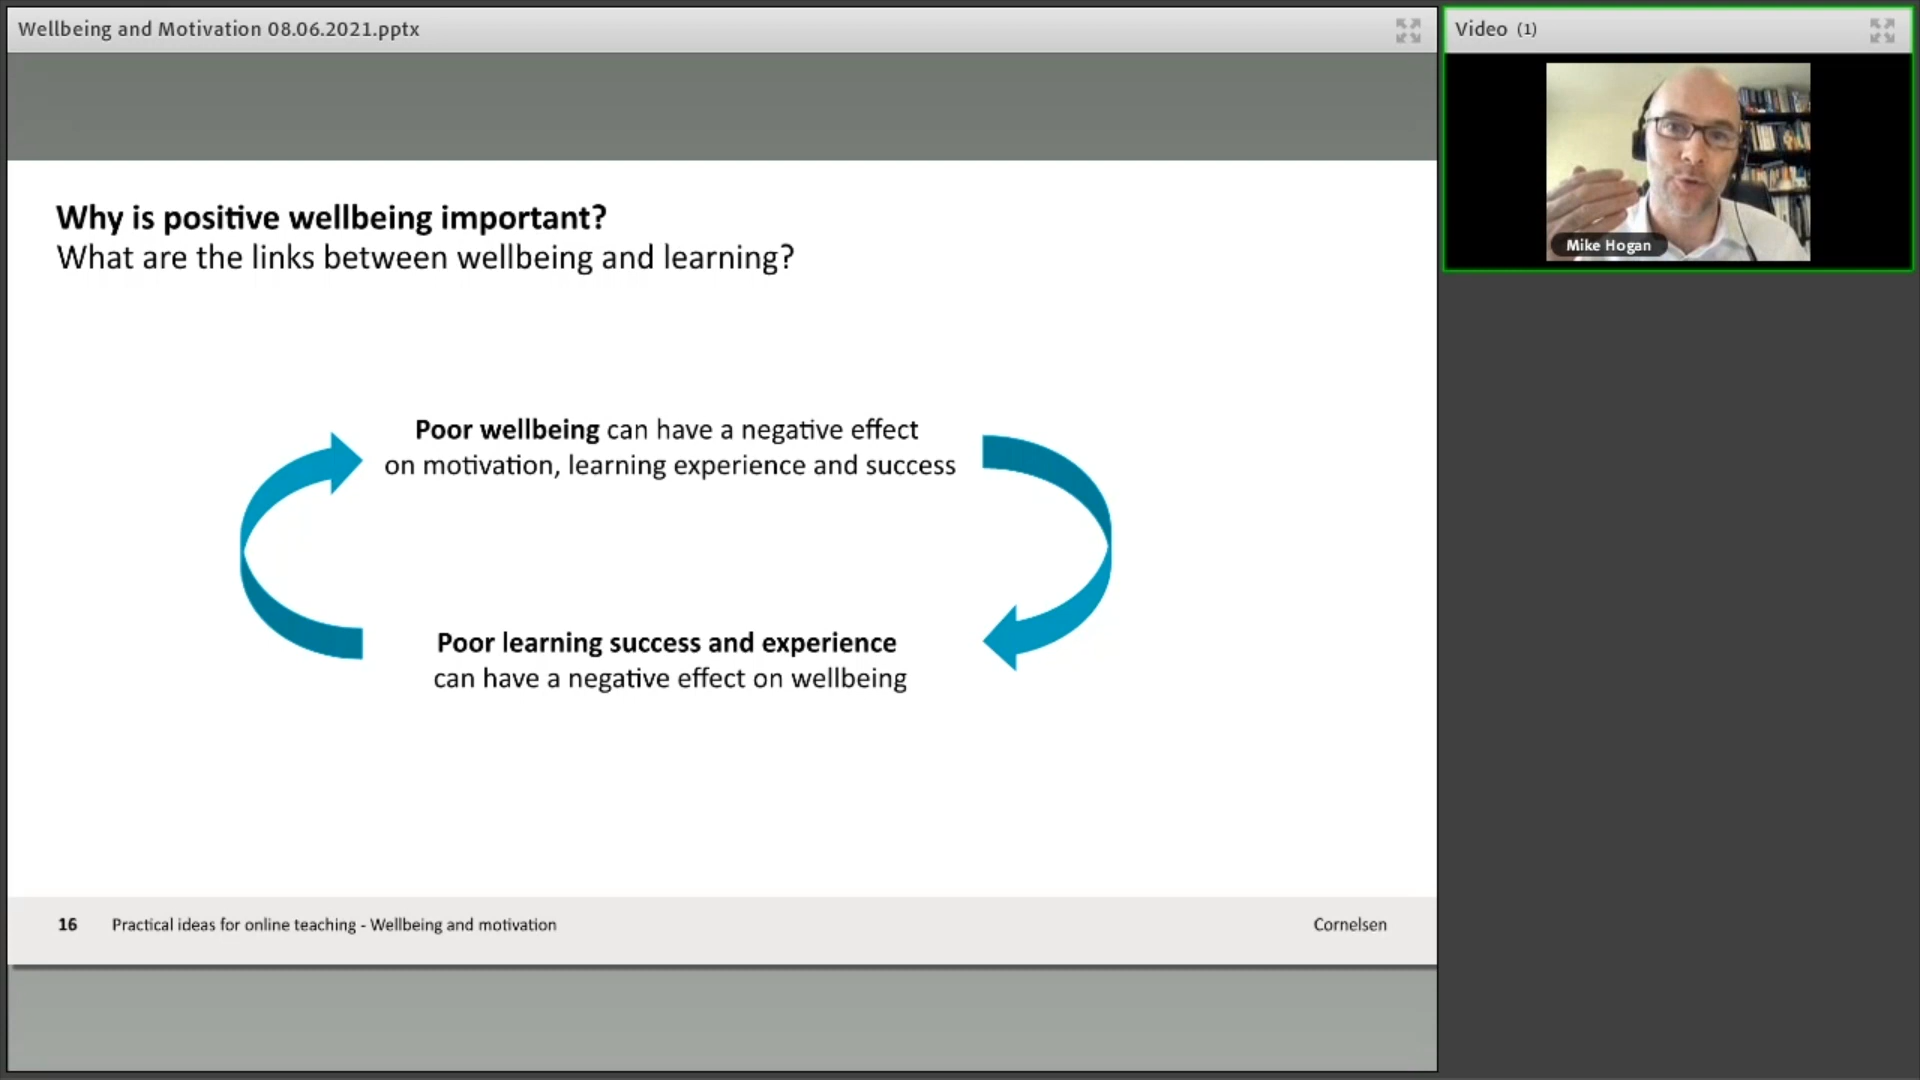 Wellbeing and Motivation 08.06.2021.pptx
Video (1)
Mike Hogan
Why is positive wellbeing important?
What are the links between wellbeing and learning?
Poor wellbeing can have a negative effect
on motivation, learning experience and success
Poor learning success and experience
can have a negative effect on wellbeing
16 Practical ideas for online teaching - Wellbeing and motivation Cornelsen